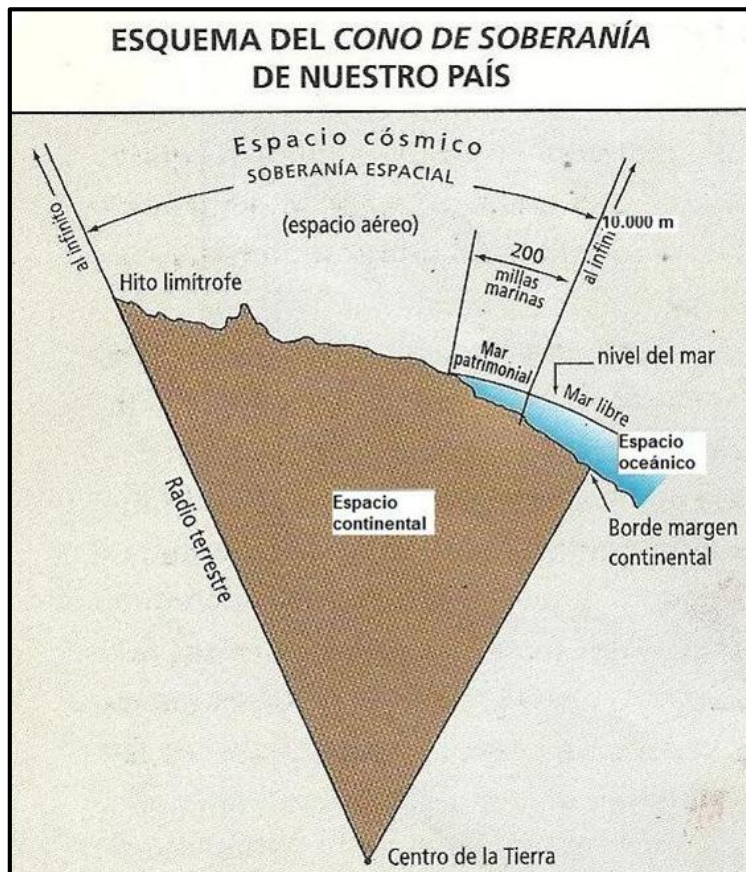 ESQUEMA DEL CONO DE SOBERANÍA
DE NUESTRO PAÍS
Espacio cósmico
SOBERANÍA ESPACIAL
(espacio aéreo)
al infinito
al infini
10.000 m
200
millas
marinas
Hito limítrofe
Mar
patrimonial
nivel del mar
Mar libre
Espacio
oceánico
Espacio
continental
Borde margen
continental
Radio terrestre
Centro de la Tierra